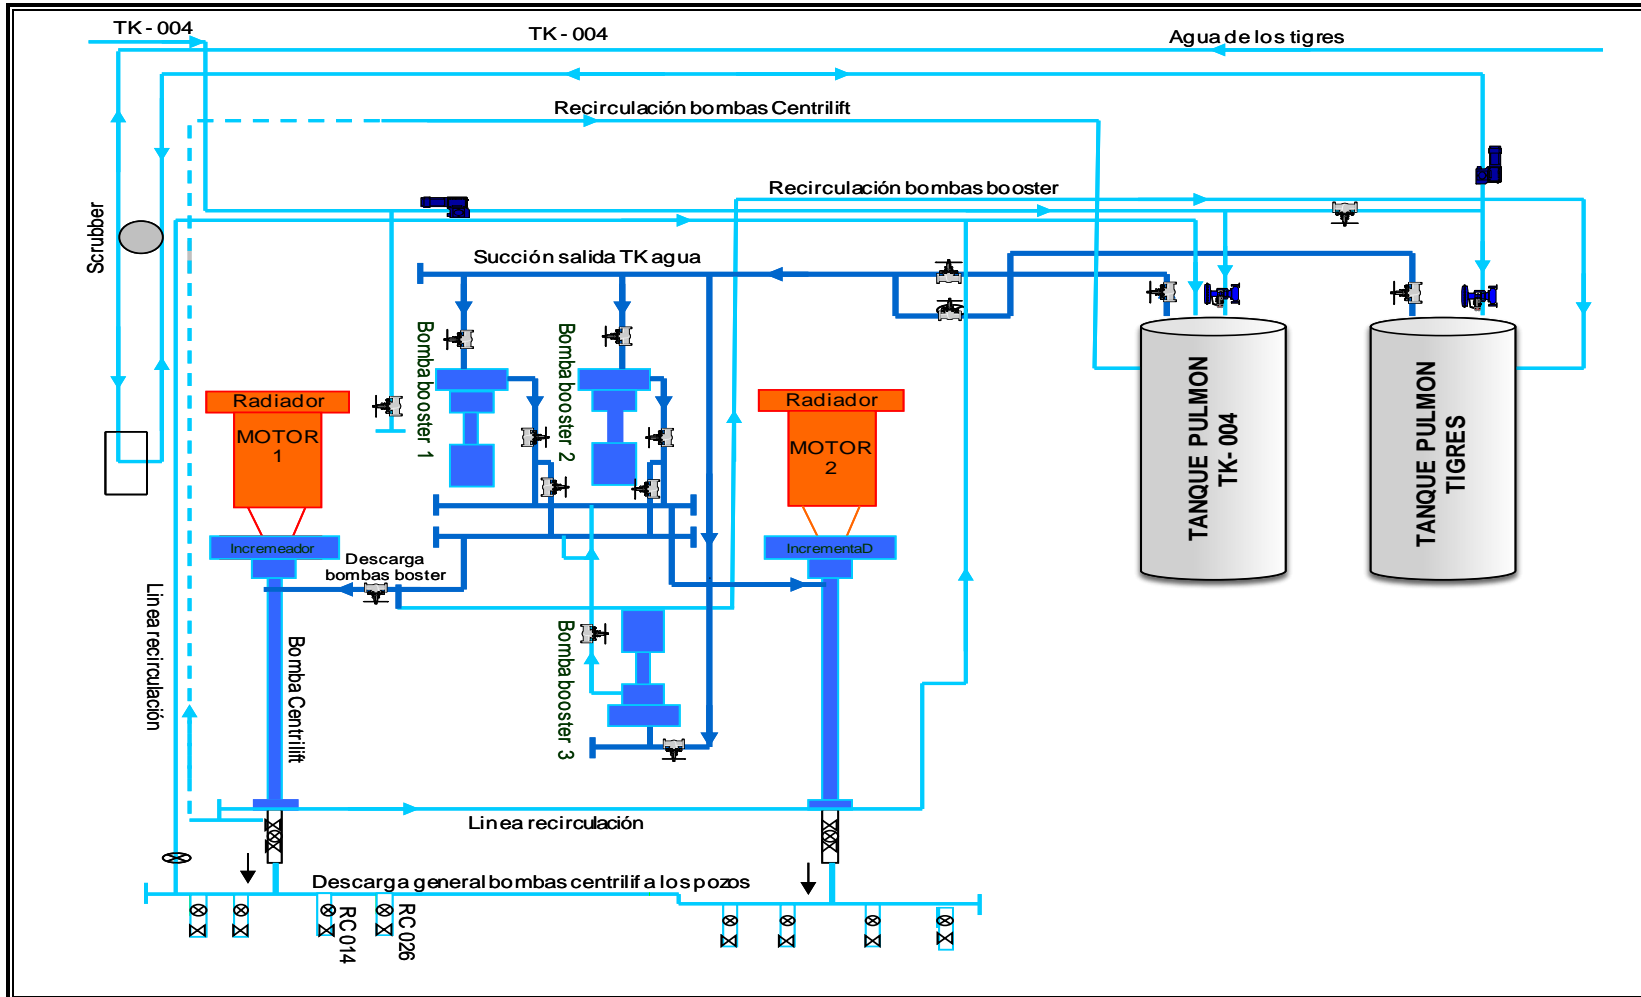 TK - 004
TK - 004
Agua de los tigres
Recirculación bombas Centrilift
Recirculación bombas booster
Scrubber
Succión salida TK agua
Bomba booster 1
Bomba booster 2
Radiador
MOTOR
1
Radiador
MOTOR
2
TANQUE PULMON
TK- 004
TANQUE PULMON
TIGRES
Incremeador
IncrementaD
Descarga
bombas boster
Linea recirculación
Bomba Centrilift
Bomba booster 3
Linea recirculación
Descarga general bombas centrilif a los pozos
RC 014
RC 026